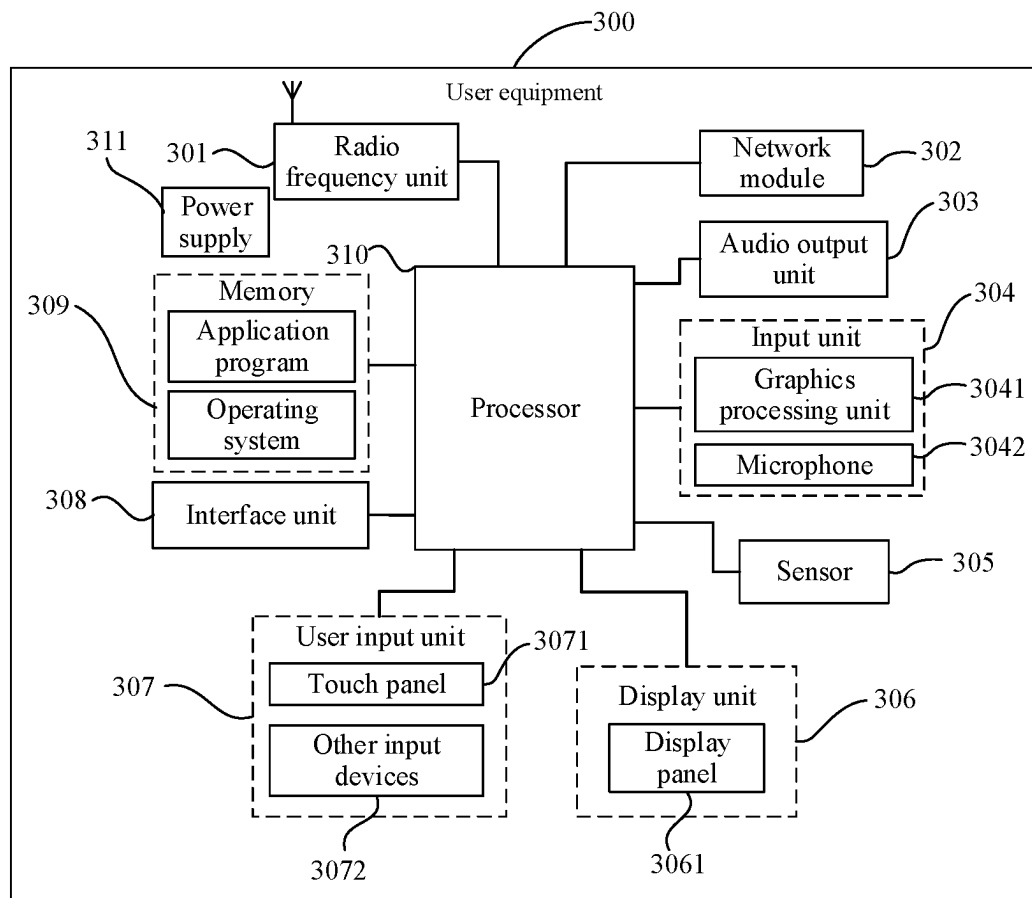 300
User equipment
311
301
Radio
frequency unit
Network
module
302
Power
supply
303
Audio output
unit
310
Memory
309
Application
program
Operating
system
Processor
304
Input unit
Graphics
processing unit
3041
3042
Microphone
308
Interface unit
Sensor
305
User input unit
3071
307
Touch panel
Other input
devices
3072
Display unit
306
Display
panel
3061